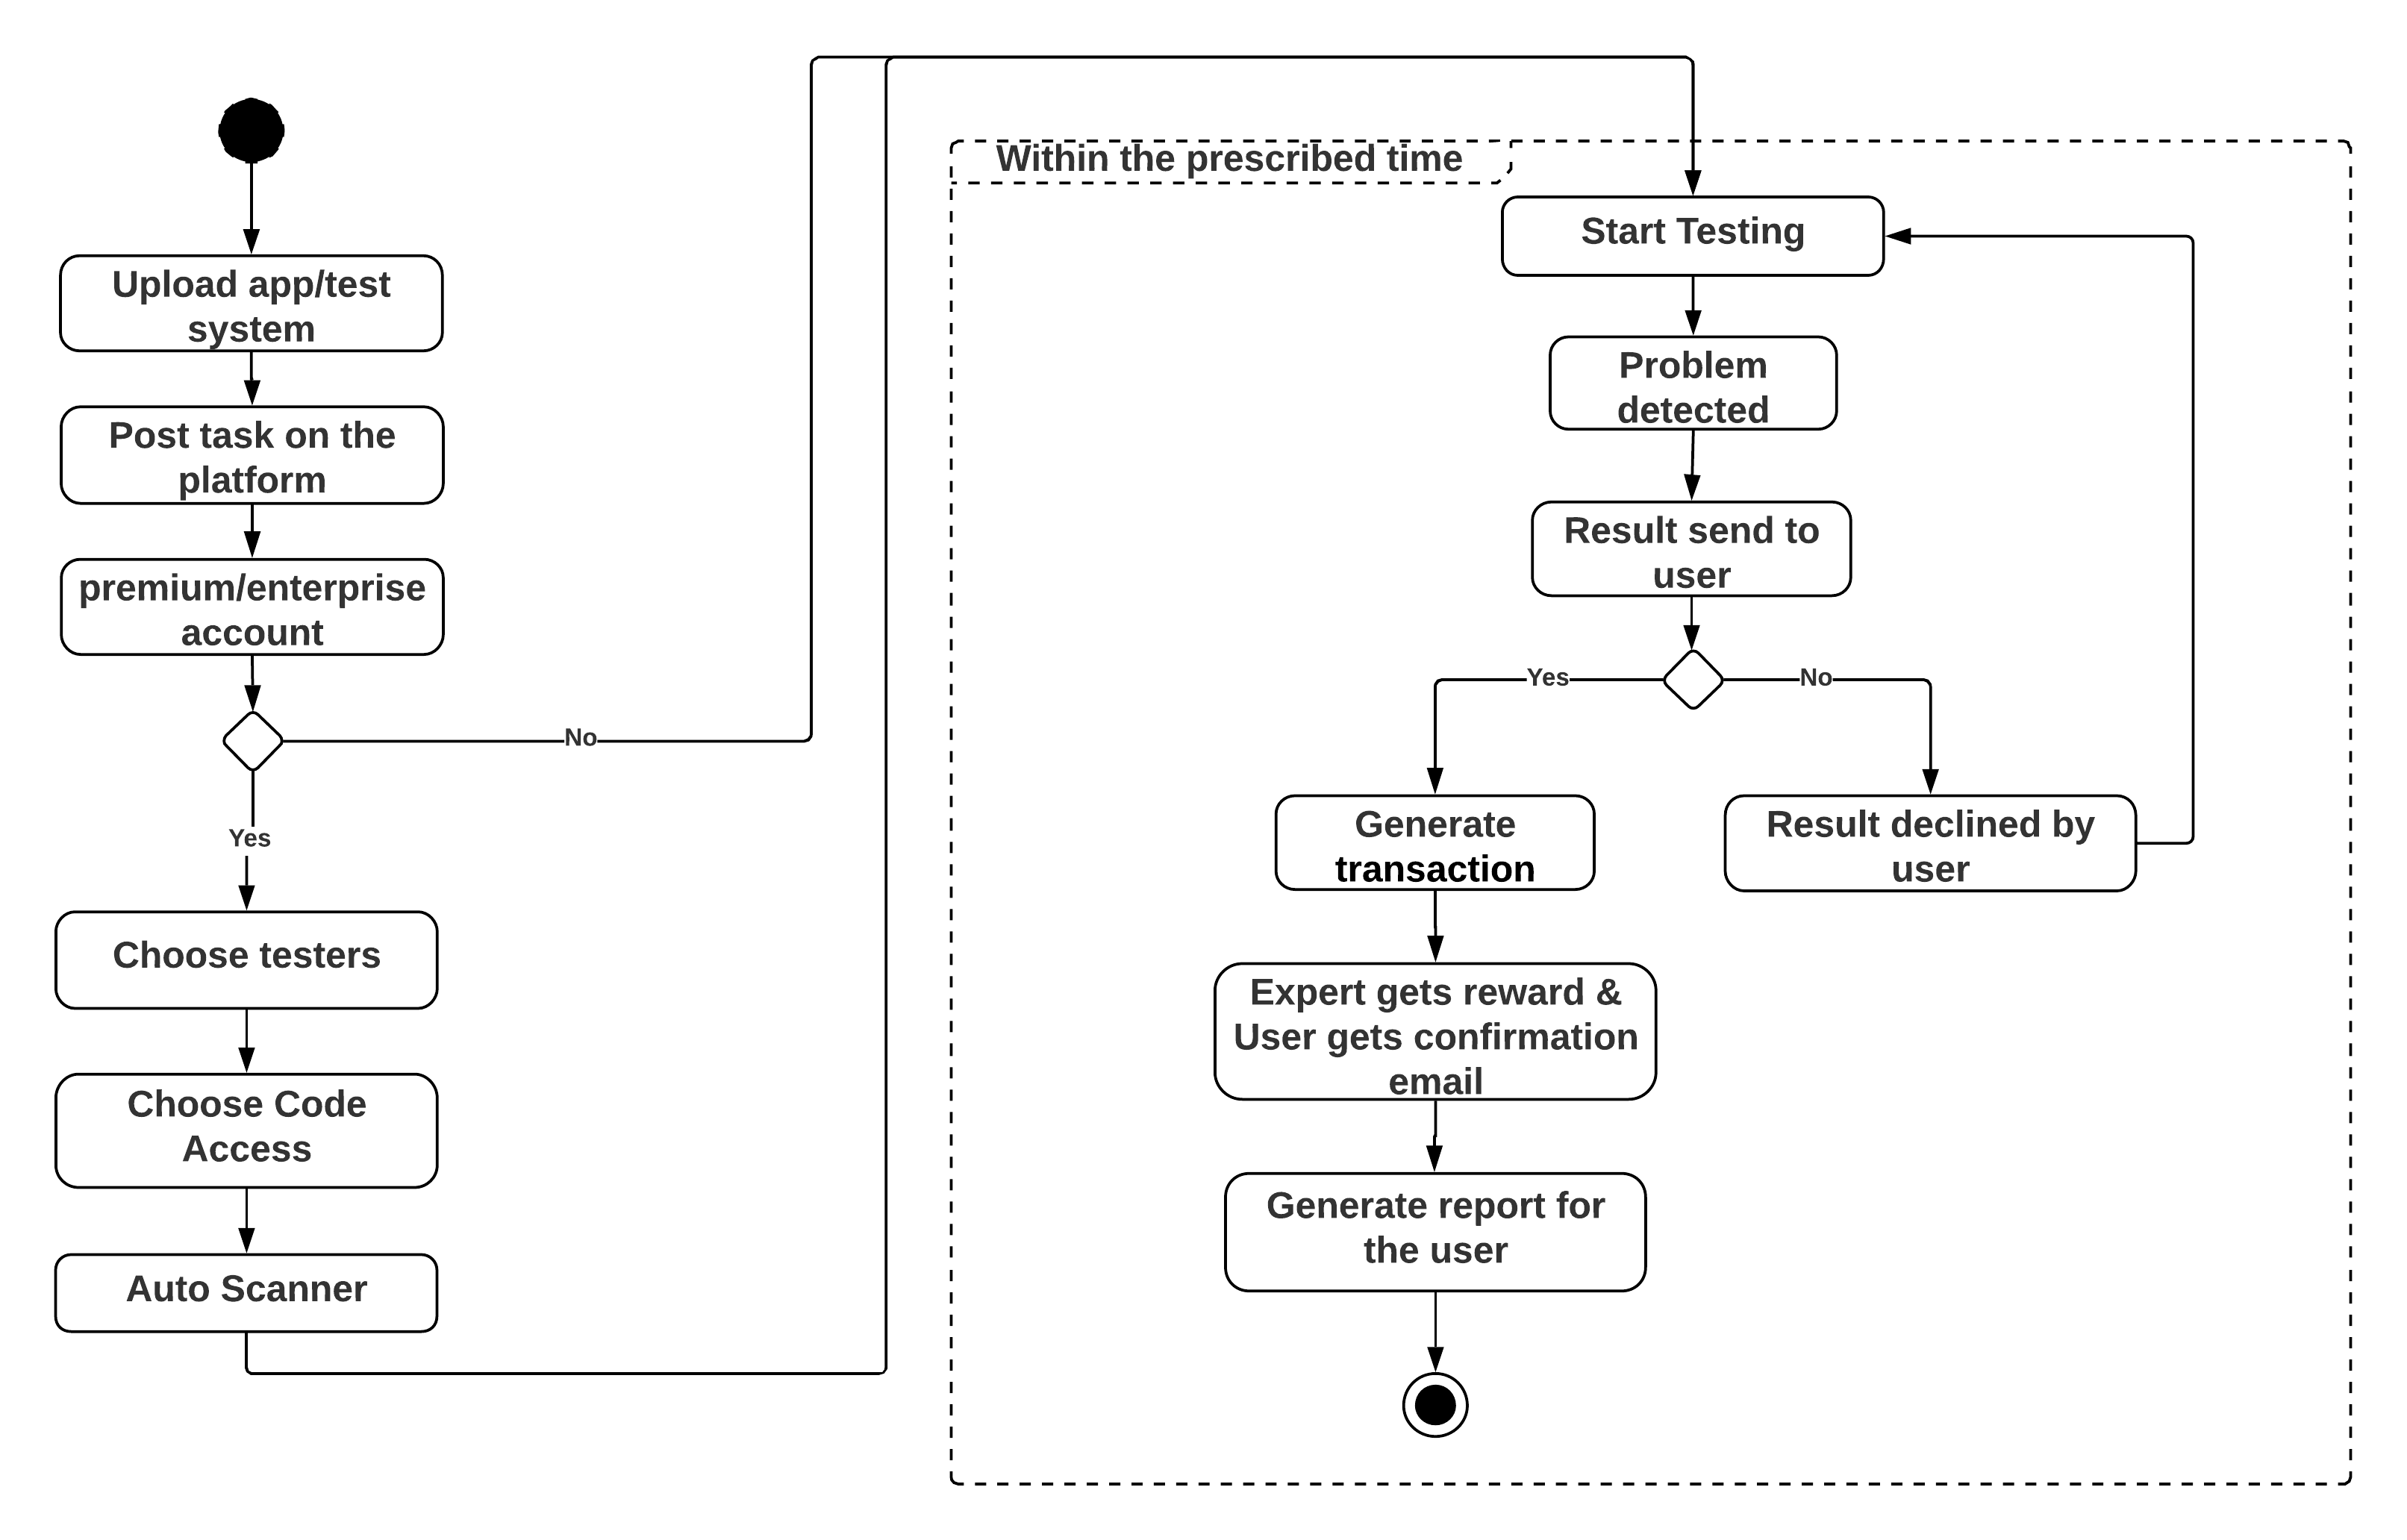 Upload app/test
system
Post task on the
platform
premium/enterprise
account
No
Yes
Choose testers
Choose Code
Access
Auto Scanner
Within the prescribed time
Start Testing
Problem
detected
Result send to
user
Yes
No
Generate
transaction
Result declined by
user
Expert gets reward &
User gets confirmation
email
Generate report for
the user